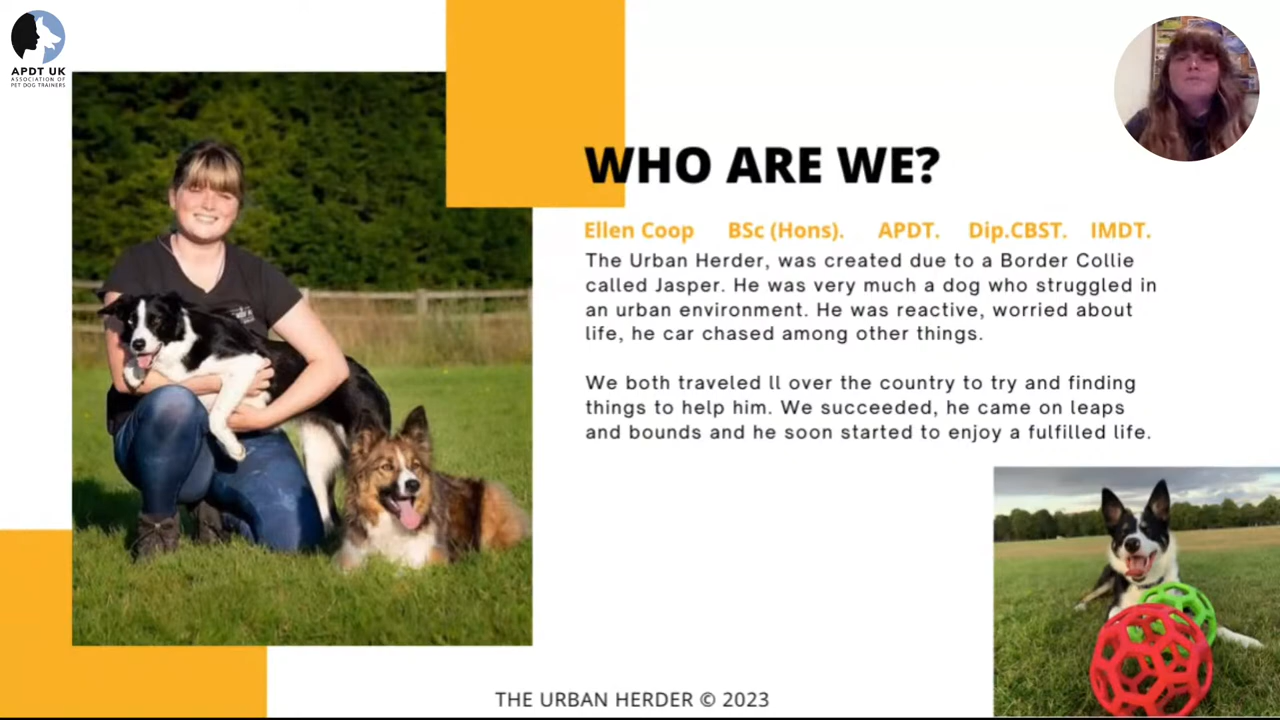 APDT UK
ASSOCIATION OF
PET DOG TRAINERS
WHO ARE WE?
Ellen Coop BSc (Hons). APDT. Dip.CBST. IMDT.
The Urban Herder, was created due to a Border Collie
called Jasper. He was very much a dog who struggled in
an urban environment. He was reactive, worried about
life, he car chased among other things.
We both traveled ll over the country to try and finding
things to help him. We succeeded, he came on leaps
and bounds and he soon started to enjoy a fulfilled life.
THE URBAN HERDER © 2023